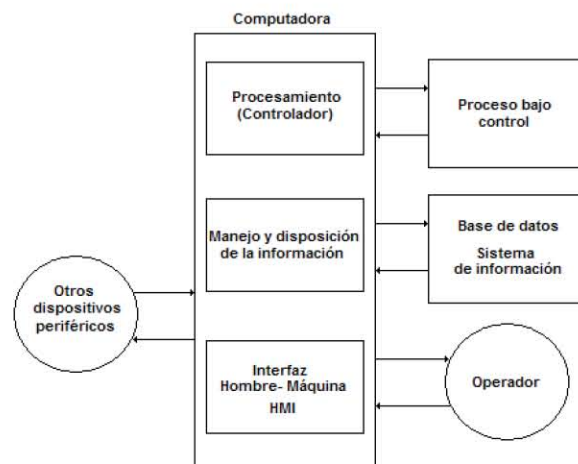 Computadora
Procesamiento
(Controlador)
Proceso bajo
control
Manejo y disposición
de la información
Base de datos
Sistema
de información
Otros
dispositivos
periféricos
Interfaz
Hombre- Máquina
HMI
Operador